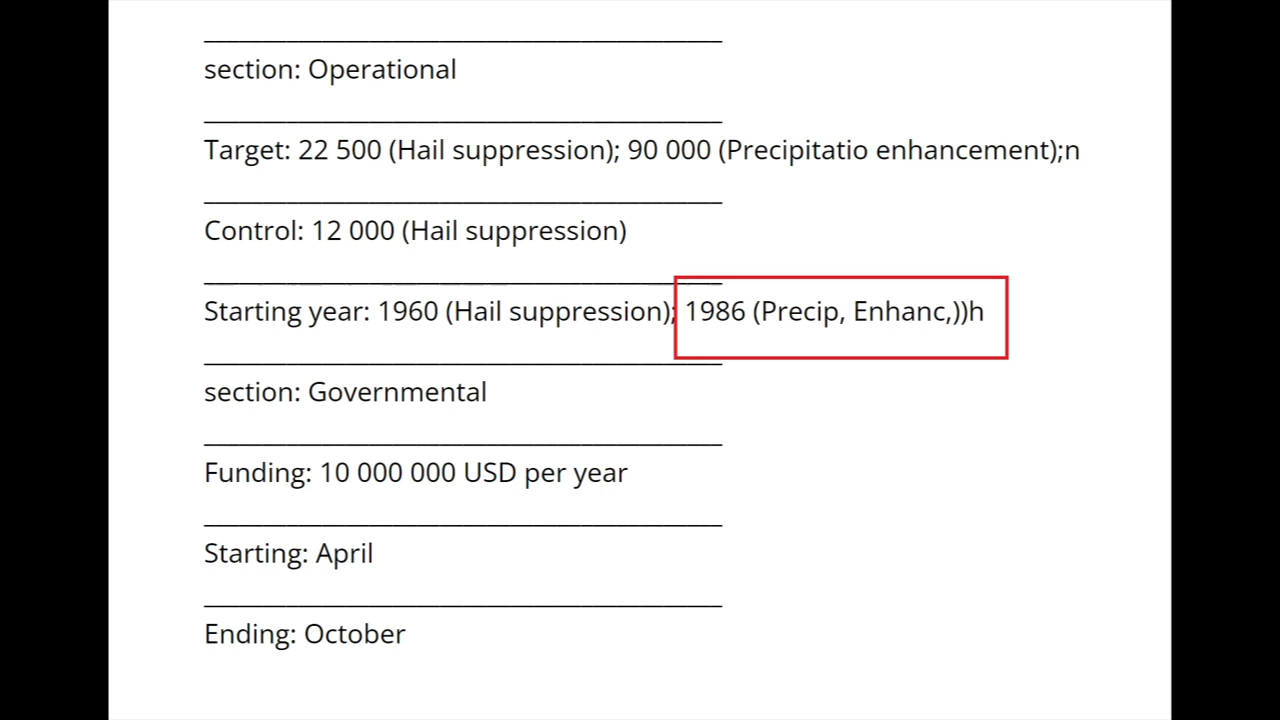 section: Operational
Target: 22 500 (Hail suppression); 90 000 (Precipitatio enhancement);n
Control: 12 000 (Hail suppression)
Starting year: 1960 (Hail suppression); 1986 (Precip, Enhanc,))h
section: Governmental
Funding: 10 000 000 USD per year
Starting: April
Ending: October